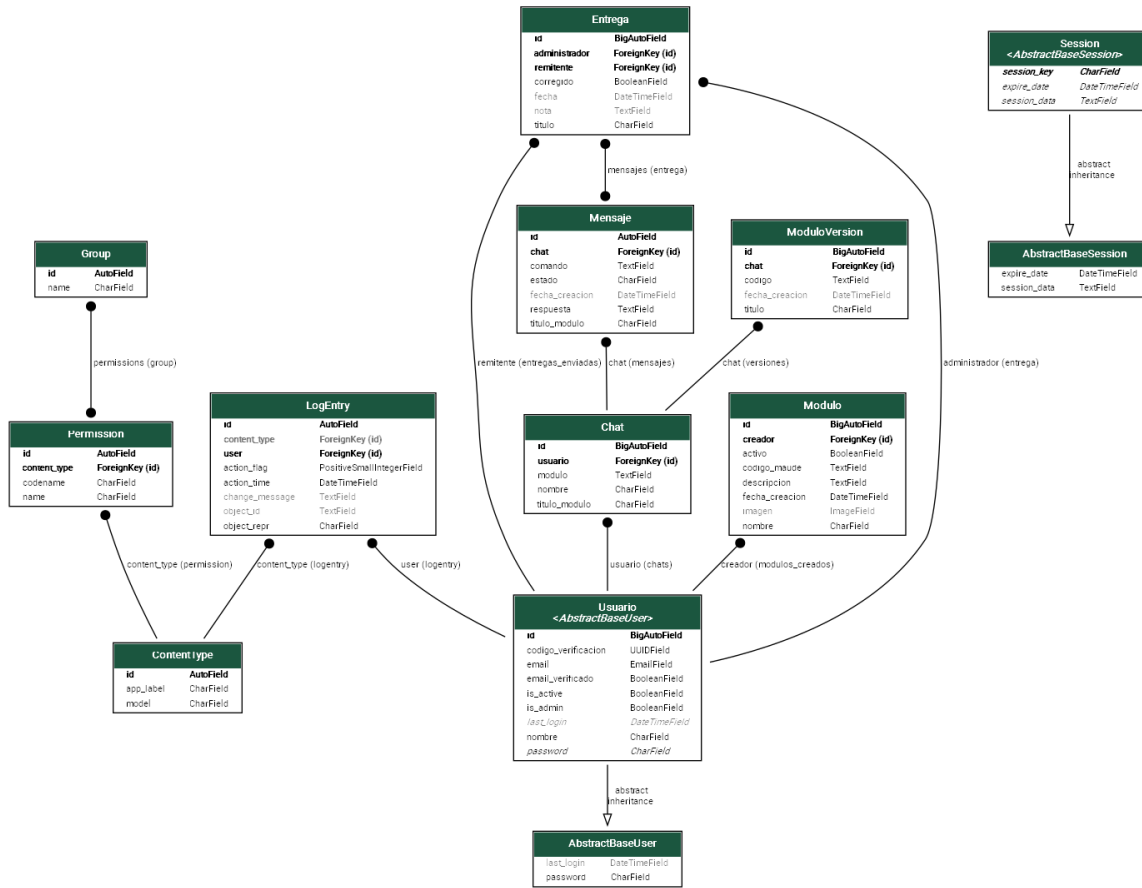 Entrega
id BigAutoField
administrador ForeignKey (id)
remitente ForeignKey (id)
corregido BooleanField
fecha DateTimeField
nota TextField
titulo CharField
Session
<AbstractBaseSession>
session_key CharField
expire_date DateTimeField
session_data TextField
abstract
inheritance
AbstractBaseSession
expire_date DateTimeField
session_data TextField
mensajes (entrega)
Mensaje
id AutoField
chat ForeignKey (id)
comando TextField
estado CharField
fecha_creacion DateTimeField
respuesta TextField
titulo_modulo CharField
ModuloVersion
id BigAutoField
chat ForeignKey (id)
codigo TextField
fecha_creacion DateTimeField
titulo CharField
Group
id AutoField
name CharField
permissions (group)
remitente (entregas_enviadas)
chat (mensajes)
chat (versiones)
administrador (entrega)
Permission
id AutoField
content_type ForeignKey (id)
codename CharField
name CharField
LogEntry
id AutoField
content_type ForeignKey (id)
user ForeignKey (id)
action_flag PositiveSmallIntegerField
action_time DateTimeField
change_message TextField
object_id TextField
object_repr CharField
Chat
id BigAutoField
usuario ForeignKey (id)
modulo TextField
nombre CharField
titulo_modulo CharField
Modulo
id BigAutoField
creador ForeignKey (id)
activo BooleanField
codigo_maude TextField
descripcion TextField
fecha_creacion DateTimeField
imagen ImageField
nombre CharField
content_type (permission)
content_type (logentry)
user (logentry)
usuario (chats)
creador (modulos_creados)
ContentType
id AutoField
app_label CharField
model CharField
Usuario
<AbstractBaseUser>
id BigAutoField
codigo_verificacion UUIDField
email EmailField
email_verificado BooleanField
is_active BooleanField
is_admin BooleanField
last_login DateTimeField
nombre CharField
password CharField
abstract
inheritance
AbstractBaseUser
last_login DateTimeField
password CharField